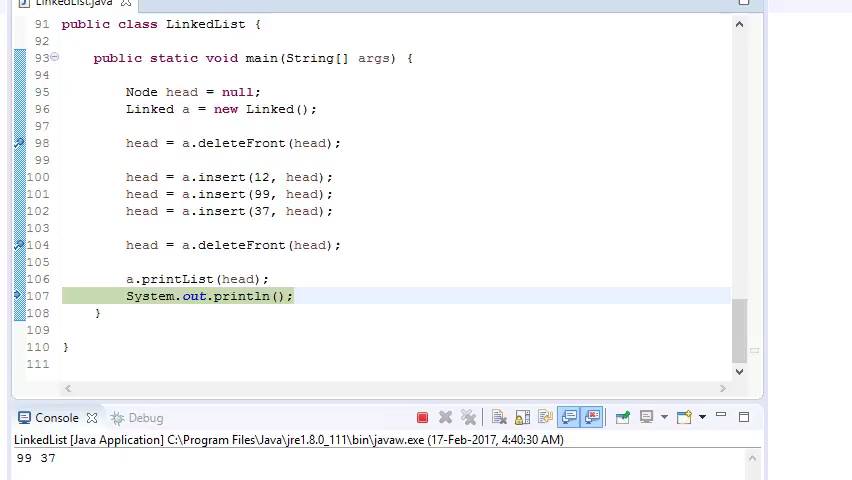 LinkedList.java
91 public class LinkedList {
92
93 public static void main(String[] args) {
94
95 Node head = null;
96 Linked a = new Linked();
97
98 head = a.deleteFront(head);
99
100 head = a.insert(12, head);
101 head = a.insert(99, head);
102 head = a.insert(37, head);
103
104 head = a.deleteFront(head);
105
106 a.printList(head);
107 System.out.println();
108 }
109
110 }
111
Console Debug
LinkedList [Java Application] C:\Program Files\Java\jre1.8.0_111\bin\javaw.exe (17-Feb-2017, 4:40:30 AM)
99 37